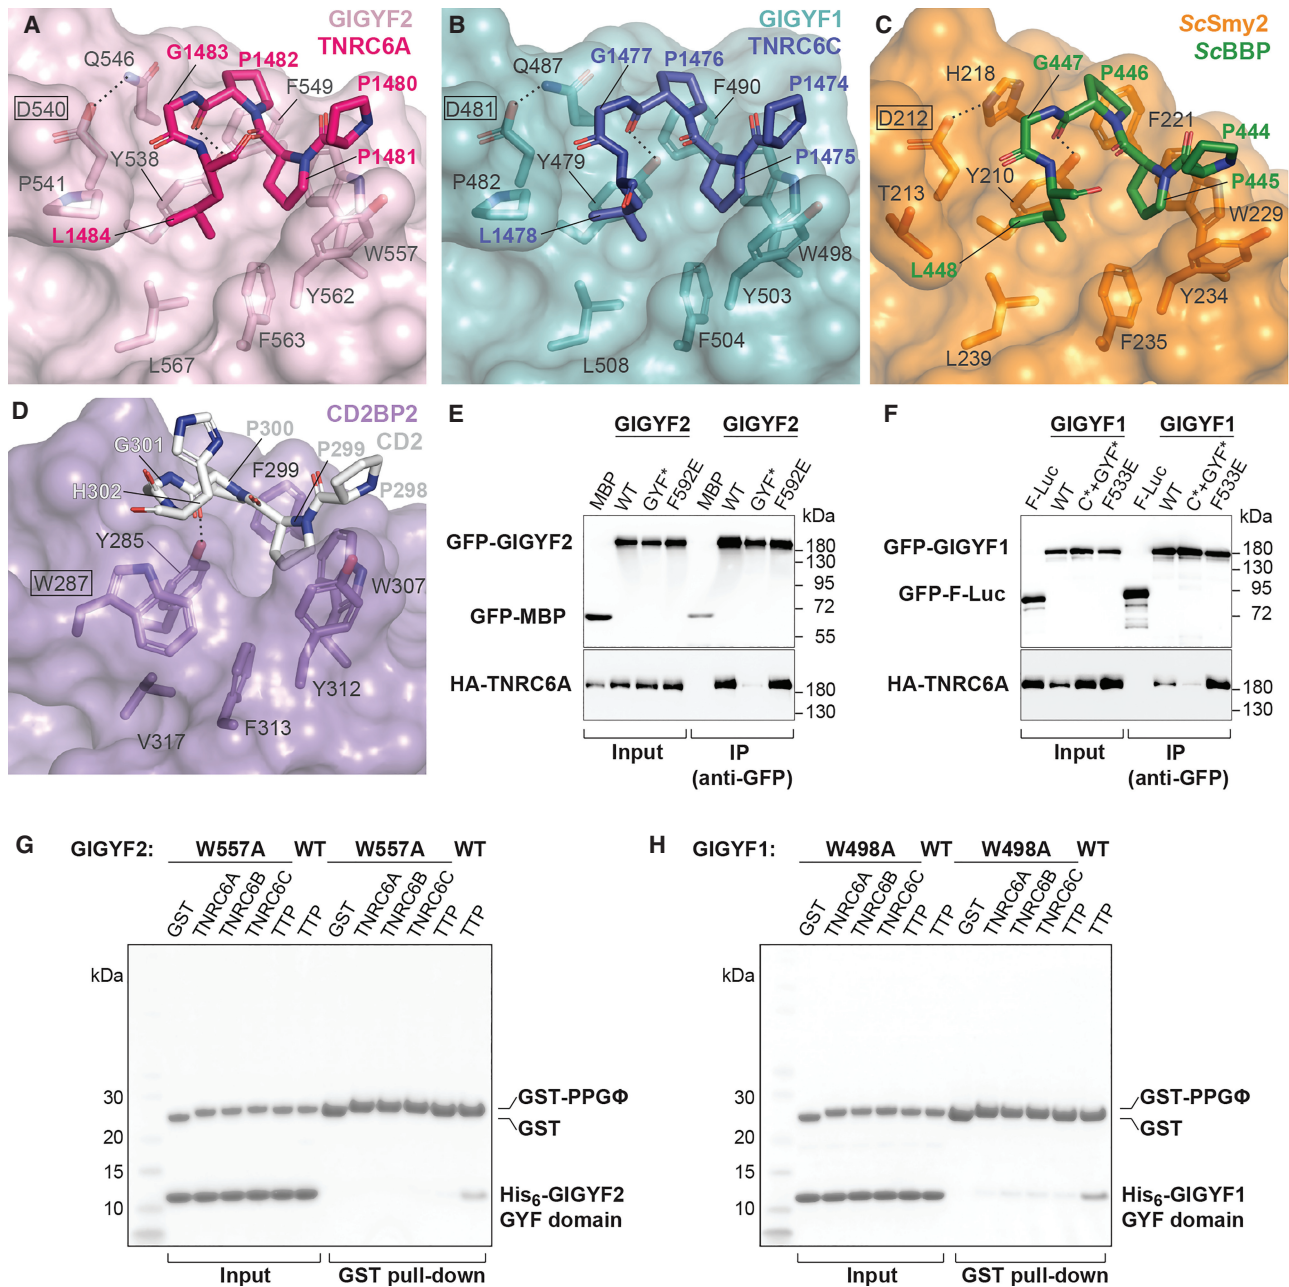 A
GIGYF2
TNRC6A
Q546
G1483
P1482
P1480
D540
F549
Y538
P1481
P541
L1484
W557
Y562
F563
L567
B
GIGYF1
TNRC6C
Q487
G1477
P1476
P1474
D481
F490
Y479
P1475
P482
L1478
W498
Y503
F504
L508
C
ScSmy2
ScBBP
H218
G447
P446
D212
F221
P444
T213
Y210
P445
W229
L448
Y234
L239
F235
D
CD2BP2
CD2
G301
P300
P299
F299
P298
H302
Y285
W287
W307
Y312
F313
V317
E
GIGYF2 GIGYF2
MBP WT GYF* F592E MBP WT GYF* F592E
kDa
GFP-GIGYF2
180
130
95
GFP-MBP
72
55
HA-TNRC6A
180
130
Input IP
(anti-GFP)
F
GIGYF1 GIGYF1
F-Luc WT C*+GYF* F533E F-Luc WT C*+GYF* F533E
kDa
GFP-GIGYF1
180
130
GFP-F-Luc
95
72
HA-TNRC6A
180
130
Input IP
(anti-GFP)
G
GIGYF2: W557A WT W557A WT
GST TNRC6A TNRC6B TNRC6C TTP TTP GST TNRC6A TNRC6B TNRC6C TTP TTP
kDa
30
GST-PPGΦ
GST
20
15
10
His6-GIGYF2
GYF domain
Input GST pull-down
H
GIGYF1: W498A WT W498A WT
GST TNRC6A TNRC6B TNRC6C TTP TTP GST TNRC6A TNRC6B TNRC6C TTP TTP
kDa
30
GST-PPGΦ
GST
20
15
10
His6-GIGYF1
GYF domain
Input GST pull-down